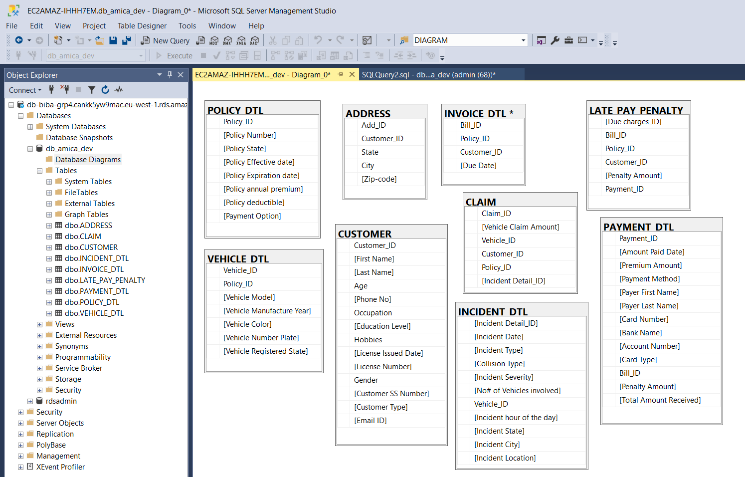 EC2AMAZ-IHHH7EM.db_amica_dev - Diagram_0* - Microsoft SQL Server Management Studio
File Edit View Project Table Designer Tools Window Help
New Query DIAGRAM
db_amica_dev Execute
Object Explorer
EC2AMAZ-IHHH7EM..._dev - Diagram_0* SQLQuery2.sql - db...a_dev (admin (68))*
Connect
Databases
System Databases
Database Snapshots
db_amica_dev
Database Diagrams
Tables
System Tables
FileTables
External Tables
Graph Tables
dbo.ADDRESS
dbo.CLAIM
dbo.CUSTOMER
dbo.INCIDENT_DTL
dbo.INVOICE_DTL
dbo.LATE_PAY_PENALTY
dbo.PAYMENT_DTL
dbo.POLICY_DTL
dbo.VEHICLE_DTL
Views
External Resources
Synonyms
Programmability
Service Broker
Storage
Security
rdsadmin
Security
Server Objects
Replication
PolyBase
Management
XEvent Profiler
POLICY_DTL
Policy_ID
[Policy Number]
[Policy State]
[Policy Effective date]
[Policy Expiration date]
[Policy annual premium]
[Policy deductible]
[Payment Option]
ADDRESS
Add_ID
Customer_ID
State
City
[Zip-code]
INVOICE_DTL *
Bill_ID
Policy_ID
Customer_ID
[Due Date]
LATE_PAY_PENALTY
[Due charges_ID]
Bill_ID
Policy_ID
Customer_ID
[Penalty Amount]
Payment_ID
VEHICLE_DTL
Vehicle_ID
Policy_ID
[Vehicle Model]
[Vehicle Manufacture Year]
[Vehicle Color]
[Vehicle Number Plate]
[Vehicle Registered State]
CUSTOMER
Customer_ID
[First Name]
[Last Name]
Age
[Phone No]
Occupation
[Education Level]
Hobbies
[License Issued Date]
[License Number]
Gender
[Customer SS Number]
[Customer Type]
[Email ID]
CLAIM
Claim_ID
[Vehicle Claim Amount]
Vehicle_ID
Customer_ID
Policy_ID
[Incident Detail_ID]
INCIDENT_DTL
[Incident Detail_ID]
[Incident Date]
[Incident Type]
[Collision Type]
[Incident Severity]
[No# of Vehicles involved]
Vehicle_ID
[Incident hour of the day]
[Incident State]
[Incident City]
[Incident Location]
PAYMENT_DTL
Payment_ID
[Amount Paid Date]
[Premium Amount]
[Payment Method]
[Payer First Name]
[Payer Last Name]
[Card Number]
[Bank Name]
[Account Number]
[Card Type]
Bill_ID
[Penalty Amount]
[Total Amount Received]